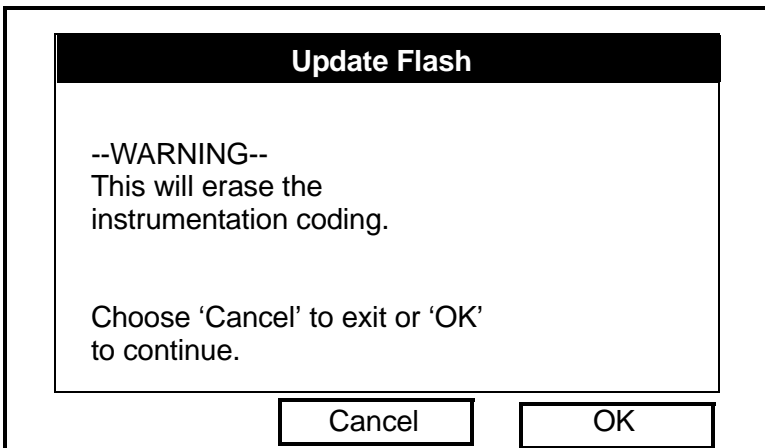 Update Flash
--WARNING--
This will erase the
instrumentation coding.
Choose ‘Cancel’ to exit or ‘OK’
to continue.
Cancel OK